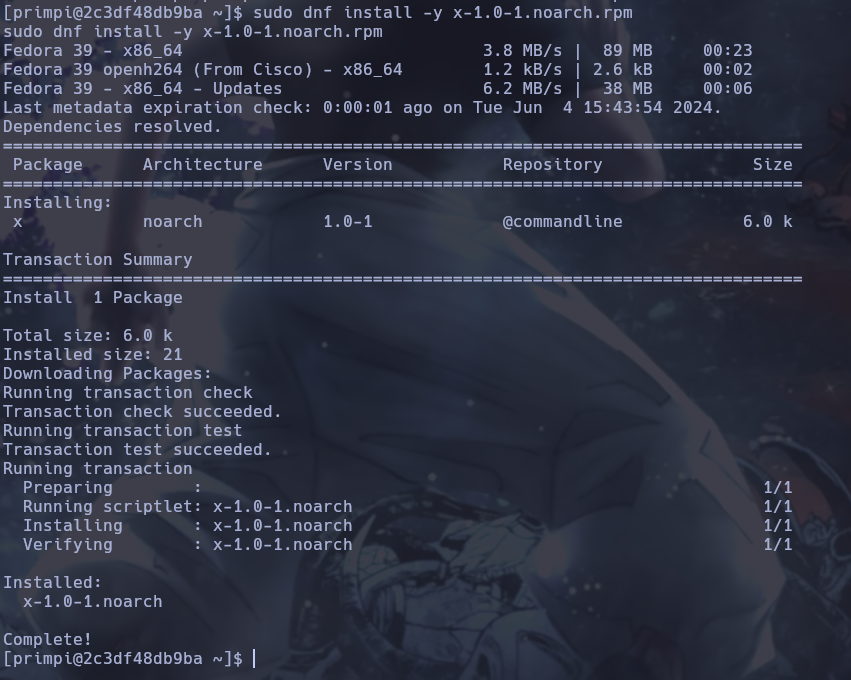 [primpi@2c3df48db9ba ~]$ sudo dnf install -y x-1.0-1.noarch.rpm
sudo dnf install -y x-1.0-1.noarch.rpm
Fedora 39 - x86_64                              3.8 MB/s |  89 MB     00:23
Fedora 39 openh264 (From Cisco) - x86_64        1.2 kB/s | 2.6 kB     00:02
Fedora 39 - x86_64 - Updates                    6.2 MB/s |  38 MB     00:06
Last metadata expiration check: 0:00:01 ago on Tue Jun  4 15:43:54 2024.
Dependencies resolved.
================================================================================
 Package      Architecture      Version           Repository               Size
================================================================================
Installing:
 x            noarch            1.0-1             @commandline            6.0 k

Transaction Summary
================================================================================
Install  1 Package

Total size: 6.0 k
Installed size: 21
Downloading Packages:
Running transaction check
Transaction check succeeded.
Running transaction test
Transaction test succeeded.
Running transaction
  Preparing        :                                                        1/1
  Running scriptlet: x-1.0-1.noarch                                         1/1
  Installing       : x-1.0-1.noarch                                         1/1
  Verifying        : x-1.0-1.noarch                                         1/1

Installed:
  x-1.0-1.noarch

Complete!
[primpi@2c3df48db9ba ~]$